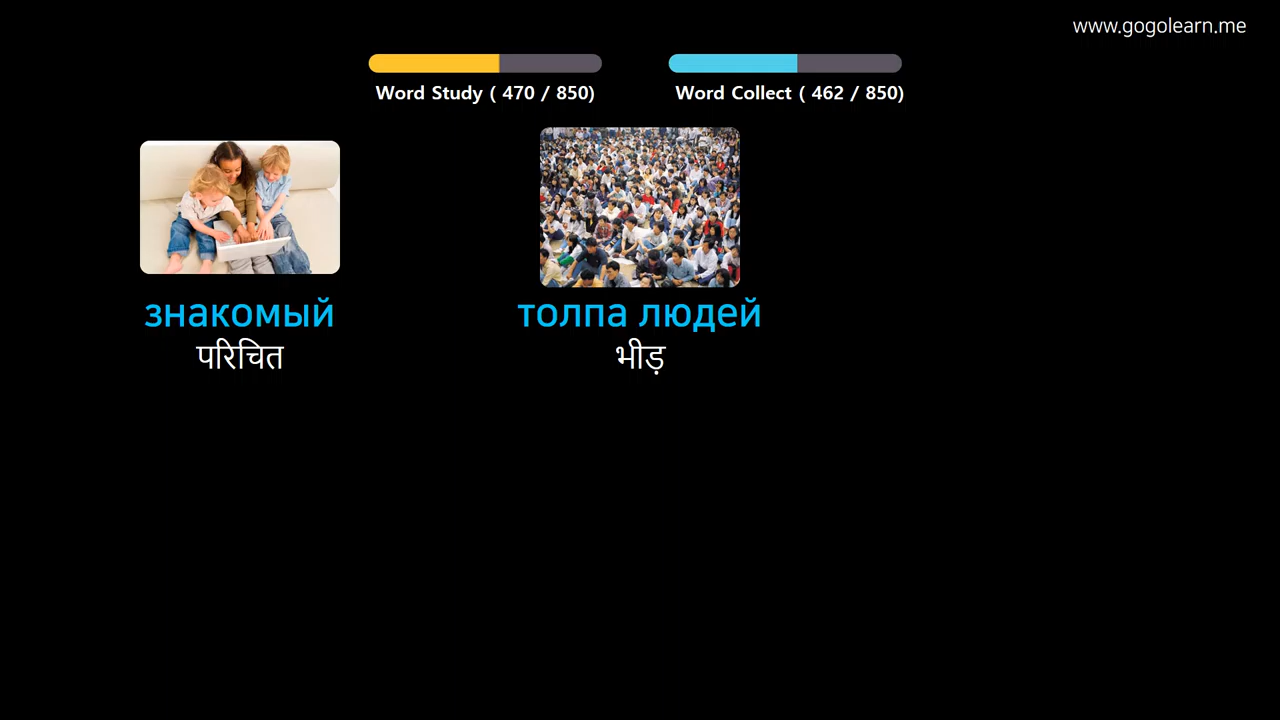 www.gogolearn.me
Word Study ( 470 / 850)
Word Collect ( 462 / 850)
знакомый
परिचित
толпа людей
भीड़